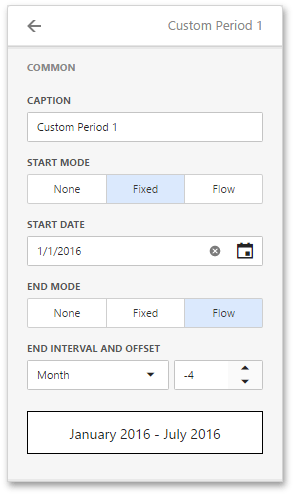 Custom Period 1
COMMON
CAPTION
Custom Period 1
START MODE
None Fixed Flow
START DATE
1/1/2016
END MODE
None Fixed Flow
END INTERVAL AND OFFSET
Month -4
January 2016 - July 2016